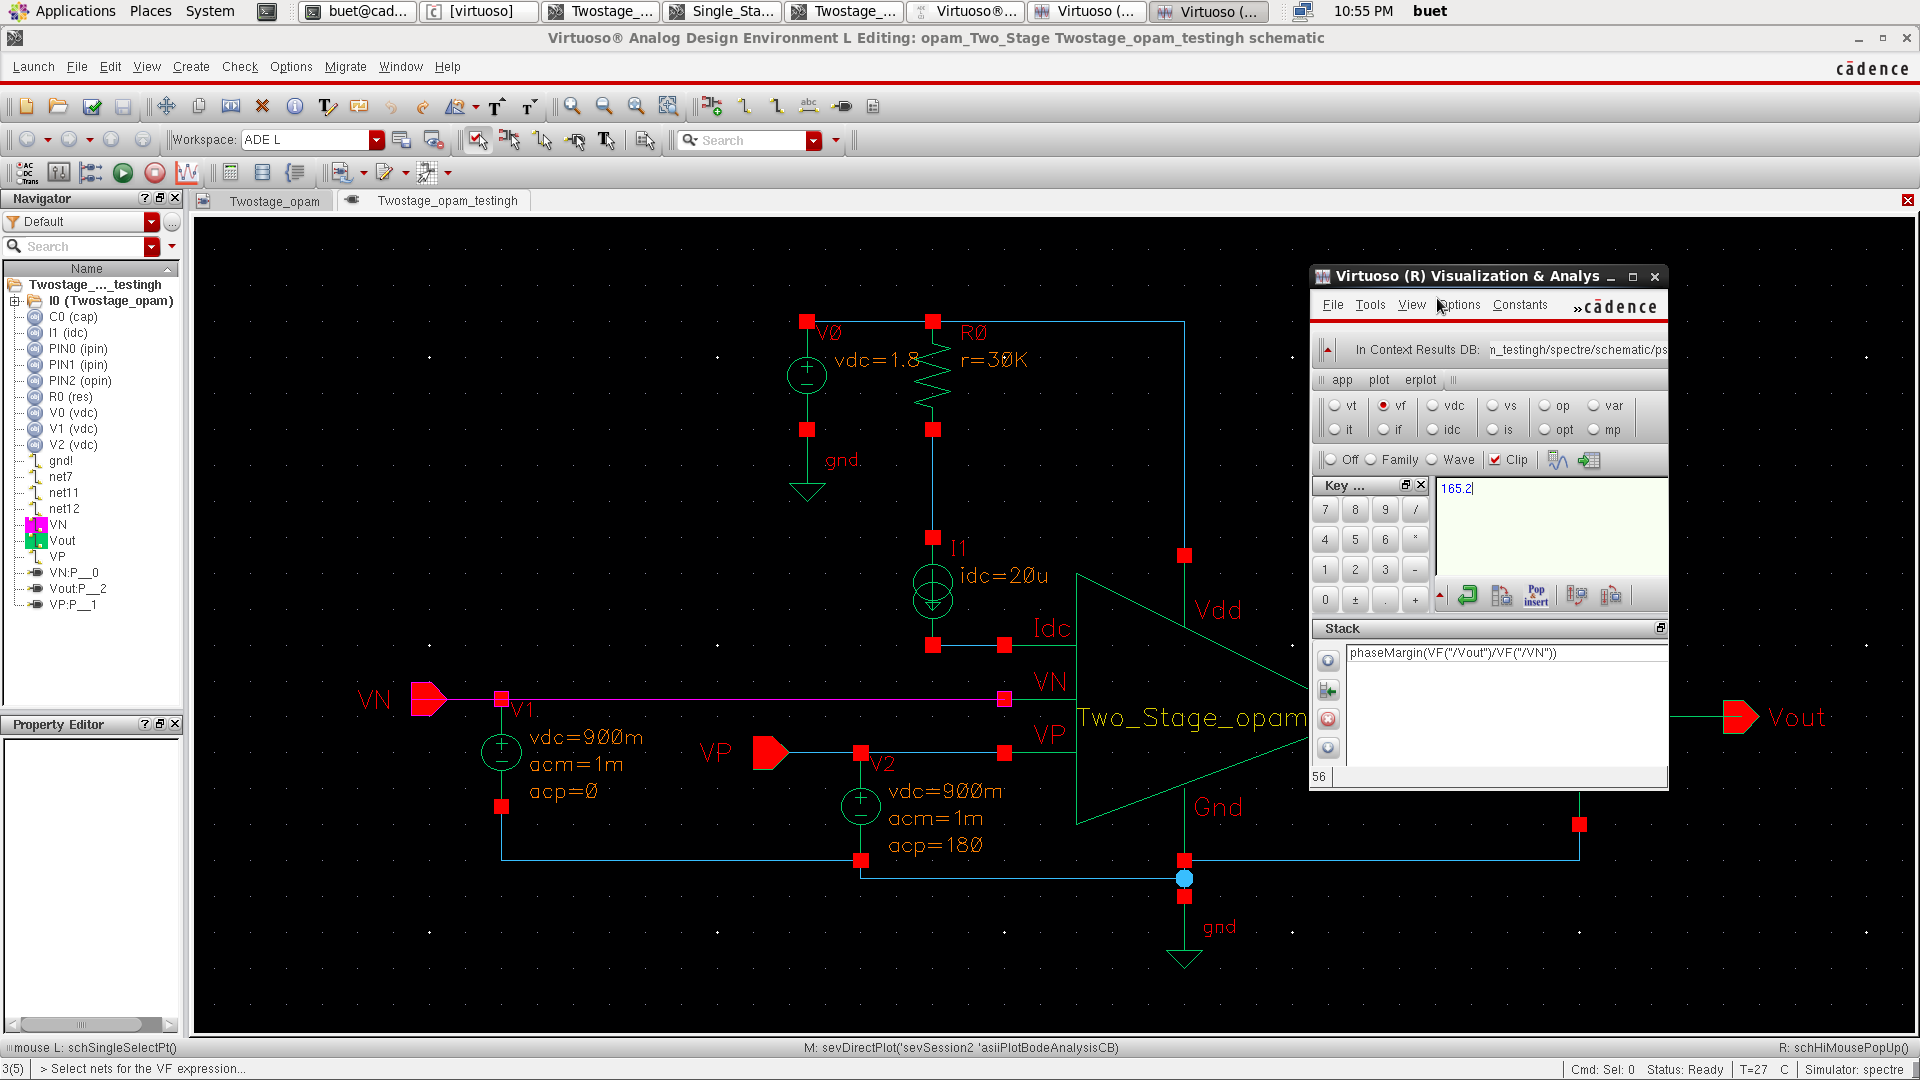 Applications Places System buet@cad... [virtuoso] Twostage_... Single_Sta... Twostage_... Virtuoso®... Virtuoso (... Virtuoso (... 10:55 PM buet
Virtuoso® Analog Design Environment L Editing: opam_Two_Stage Twostage_opam_testingh schematic
Launch File Edit View Create Check Options Migrate Window Help cādence
Workspace: ADE L Search
AC
DC
Trans
Navigator
Twostage_opam Twostage_opam_testingh
Default
Search
Name
Twostage_..._testingh
I0 (Twostage_opam)
C0 (cap)
I1 (idc)
PIN0 (ipin)
PIN1 (ipin)
PIN2 (opin)
R0 (res)
V0 (vdc)
V1 (vdc)
V2 (vdc)
gnd!
net7
net11
net12
VN
Vout
VP
VN:P__0
Vout:P__2
VP:P__1
Property Editor
V0
vdc=1.8
R0
r=30K
gnd
I1
idc=20u
Idc
Vdd
VN
VN
V1
vdc=900m
acm=1m
acp=0
VP
VP
V2
vdc=900m
acm=1m
acp=180
Two_Stage_opam
Gnd
gnd
Vout
Virtuoso (R) Visualization & Analys
File Tools View Options Constants » cādence
In Context Results DB: n_testingh/spectre/schematic/ps
app plot erplot
vt vf vdc vs op var
it if idc is opt mp
Off Family Wave Clip
Key ...
165.2
7 8 9 /
4 5 6 *
1 2 3 -
0 ± . +
Pop
insert
Stack
phaseMargin(VF("/Vout")/VF("/VN"))
56
mouse L: schSingleSelectPt() M: sevDirectPlot('sevSession2 'asiiPlotBodeAnalysisCB) R: schHiMousePopUp()
3(5) > Select nets for the VF expression... Cmd: Sel: 0 Status: Ready T=27 C Simulator: spectre